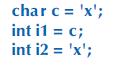 char c = 'x';
int i1 = c;
int i2 = 'x';